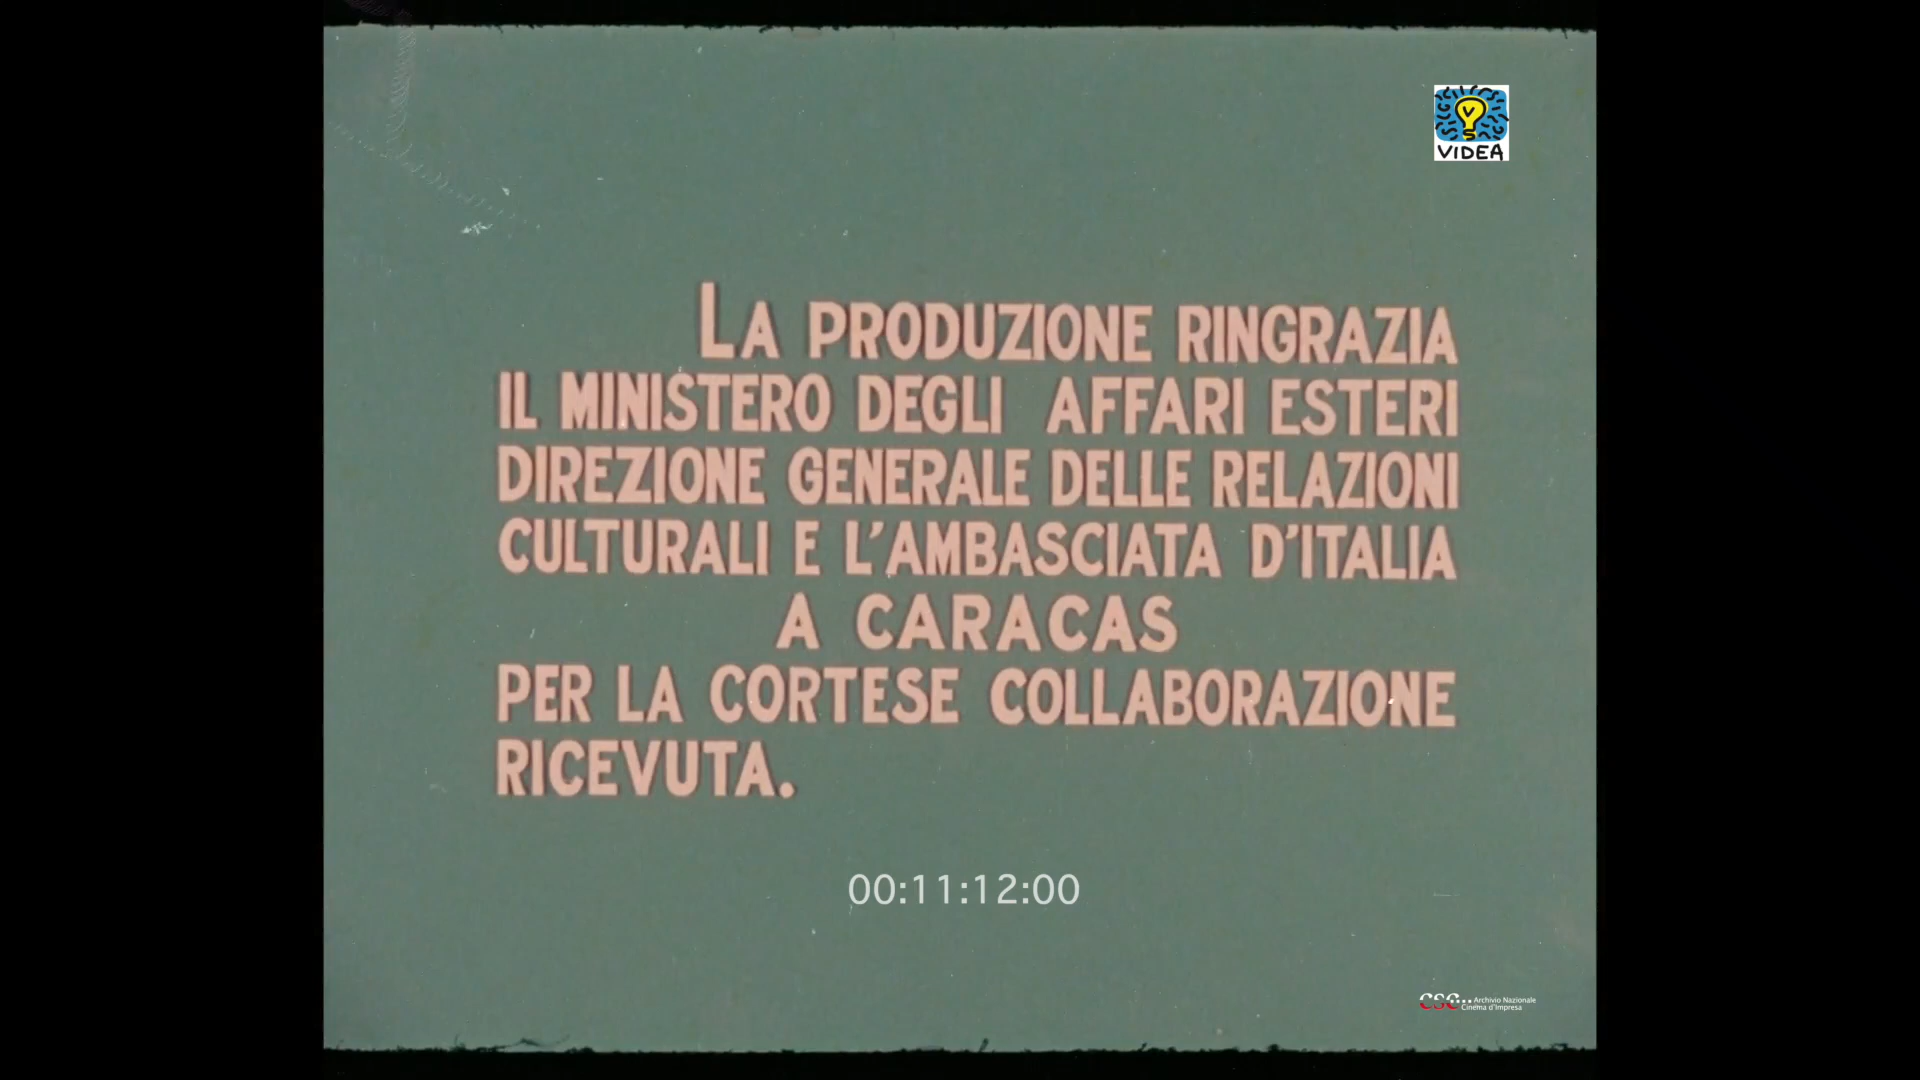 VIDEA
LA PRODUZIONE RINGRAZIA
IL MINISTERO DEGLI AFFARI ESTERI
DIREZIONE GENERALE DELLE RELAZIONI
CULTURALI E L'AMBASCIATA D'ITALIA
A CARACAS
PER LA CORTESE COLLABORAZIONE
RICEVUTA.
00:11:12:00
CSC... Archivio Nazionale
Cinema d'Impresa